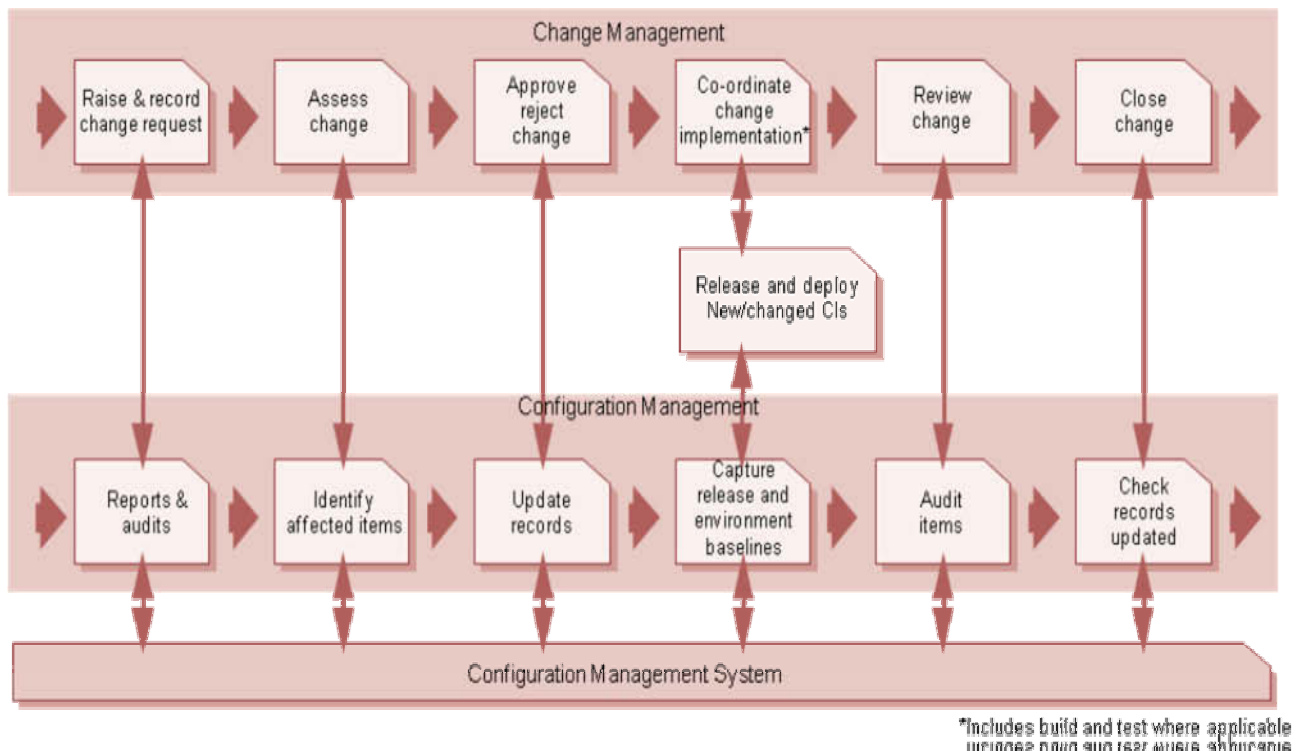 Change Management
Raise & record
change request
Assess
change
Approve
reject
change
Co-ordinate
change
implementation*
Review
change
Close
change
Release and deploy
New/changed CIs
Configuration Management
Reports &
audits
Identify
affected items
Update
records
Capture
release and
environment
baselines
Audit
items
Check
records
updated
Configuration Management System
*Includes build and test where applicable